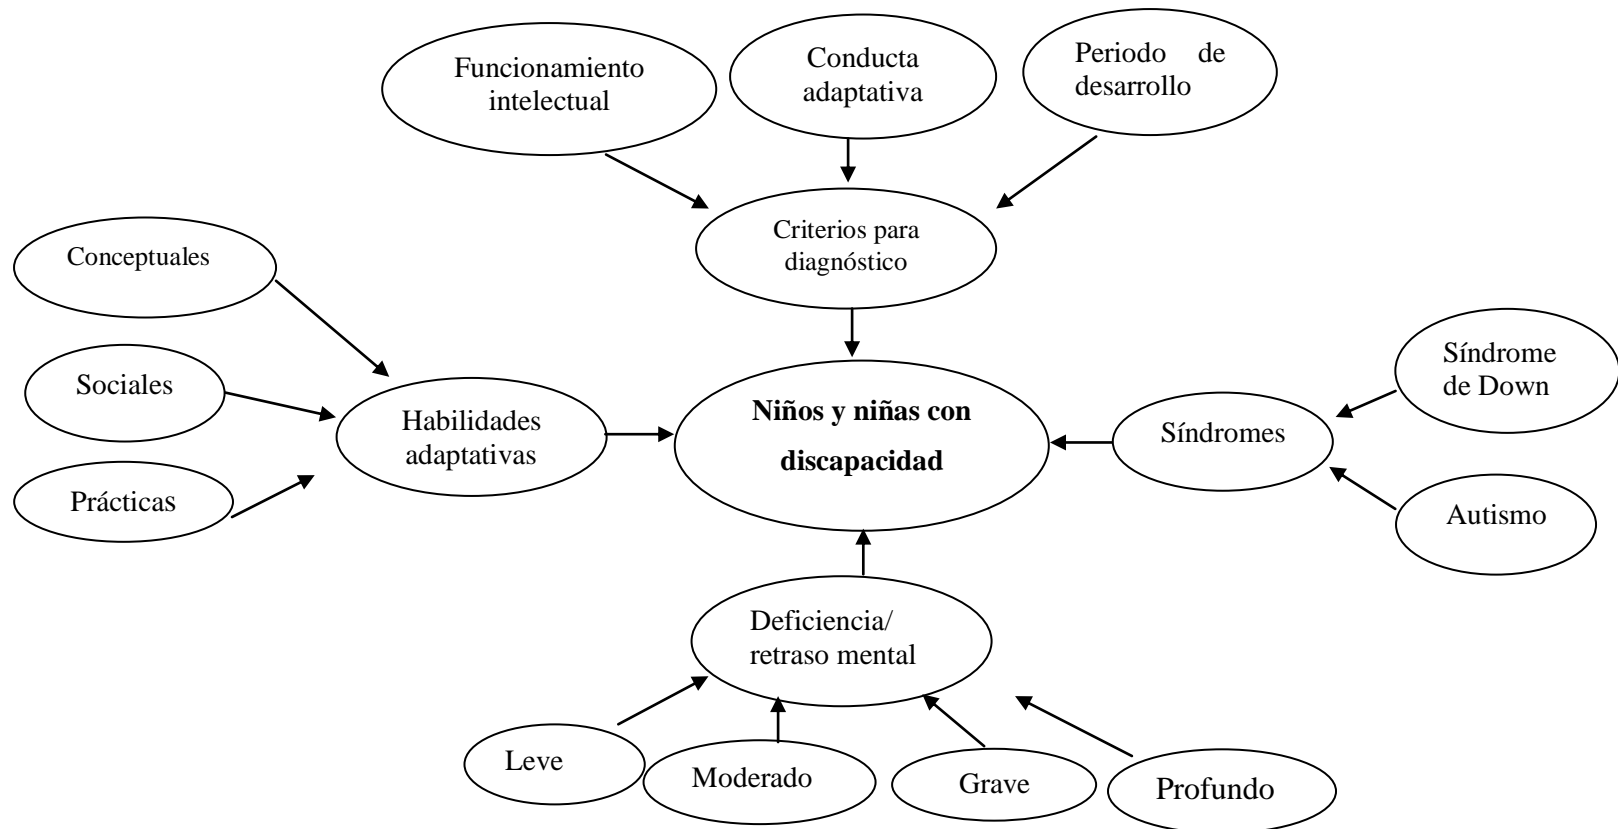 Funcionamiento
intelectual
Conducta
adaptativa
Periodo de
desarrollo
Criterios para
diagnóstico
Conceptuales
Sociales
Prácticas
Habilidades
adaptativas
Niños y niñas con
discapacidad
Síndromes
Síndrome
de Down
Autismo
Deficiencia/
retraso mental
Leve
Moderado
Grave
Profundo